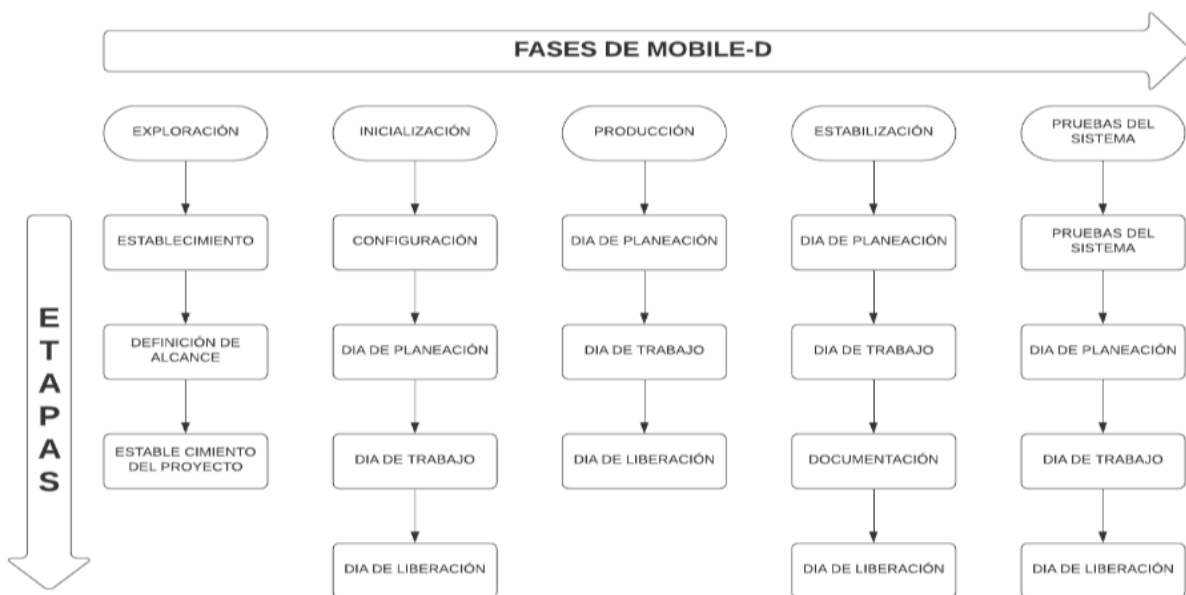 FASES DE MOBILE-D
EXPLORACIÓN
INICIALIZACIÓN
PRODUCCIÓN
ESTABILIZACIÓN
PRUEBAS DEL
SISTEMA
ETAPAS
ESTABLECIMIENTO
CONFIGURACIÓN
DIA DE PLANEACIÓN
DIA DE PLANEACIÓN
PRUEBAS DEL
SISTEMA
DEFINICIÓN DE
ALCANCE
DIA DE PLANEACIÓN
DIA DE TRABAJO
DIA DE TRABAJO
DIA DE PLANEACIÓN
ESTABLE CIMIENTO
DEL PROYECTO
DIA DE TRABAJO
DIA DE LIBERACIÓN
DOCUMENTACIÓN
DIA DE TRABAJO
DIA DE LIBERACIÓN
DIA DE LIBERACIÓN
DIA DE LIBERACIÓN